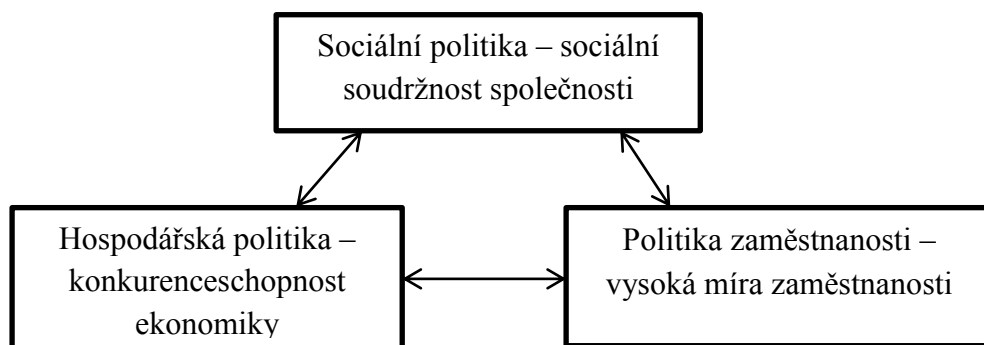 Sociální politika – sociální
soudržnost společnosti
Hospodářská politika –
konkurenceschopnost
ekonomiky
Politika zaměstnanosti –
vysoká míra zaměstnanosti